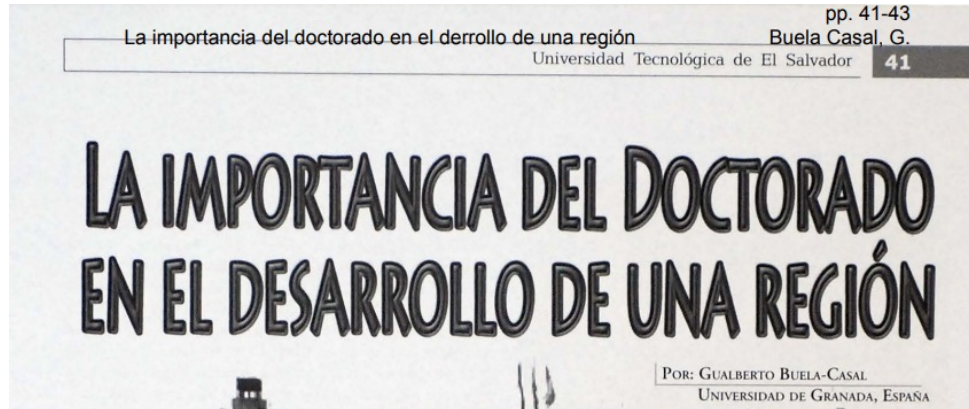 pp. 41-43
La importancia del doctorado en el derrollo de una región Buela Casal, G.
Universidad Tecnológica de El Salvador 41
LA IMPORTANCIA DEL DOCTORADO
EN EL DESARROLLO DE UNA REGIÓN
POR: GUALBERTO BUELA-CASAL
UNIVERSIDAD DE GRANADA, ESPAÑA